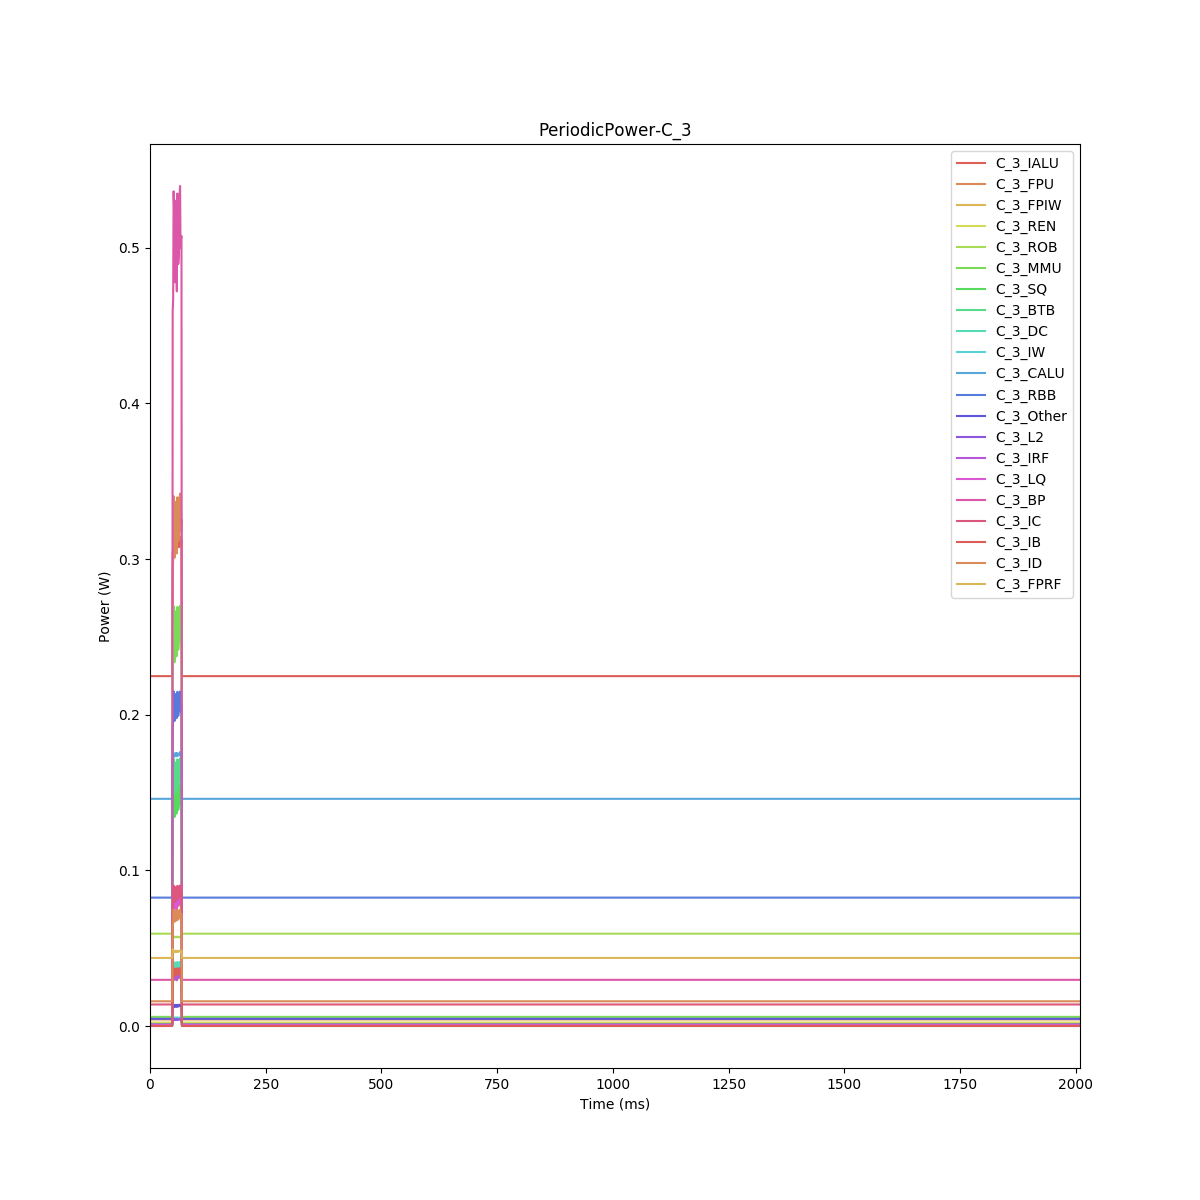 PeriodicPower-C_3
C_3_IALU
C_3_FPU
C_3_FPIW
C_3_REN
C_3_ROB
C_3_MMU
C_3_SQ
C_3_BTB
C_3_DC
C_3_IW
C_3_CALU
C_3_RBB
C_3_Other
C_3_L2
C_3_IRF
C_3_LQ
C_3_BP
C_3_IC
C_3_IB
C_3_ID
C_3_FPRF
0.5
0.4
0.3
0.2
0.1
0.0
Power (W)
0 250 500 750 1000 1250 1500 1750 2000
Time (ms)